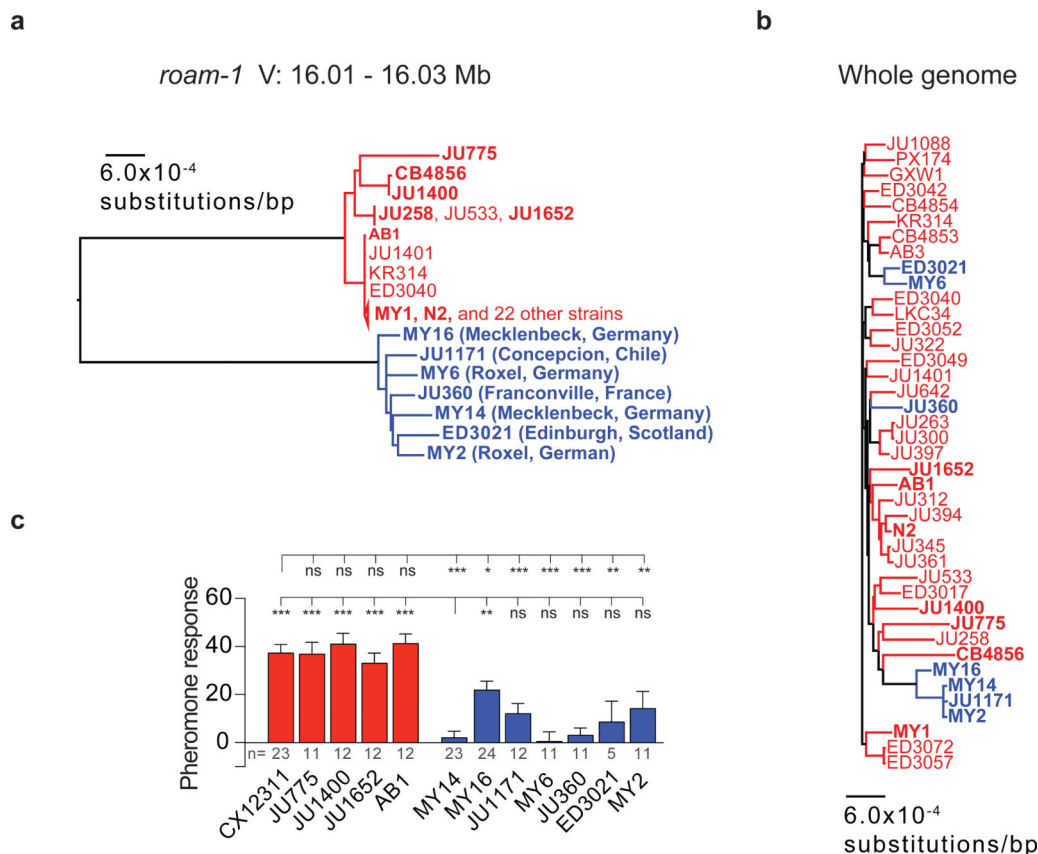 a
roam-1 V: 16.01 - 16.03 Mb
6.0x10-4
substitutions/bp
JU775
CB4856
JU1400
JU258, JU533, JU1652
AB1
JU1401
KR314
ED3040
MY1, N2, and 22 other strains
MY16 (Mecklenbeck, Germany)
JU1171 (Concepcion, Chile)
MY6 (Roxel, Germany)
JU360 (Franconville, France)
MY14 (Mecklenbeck, Germany)
ED3021 (Edinburgh, Scotland)
MY2 (Roxel, German)
b
Whole genome
JU1088
PX174
GXW1
ED3042
CB4854
KR314
CB4853
AB3
ED3021
MY6
ED3040
LKC34
ED3052
JU322
ED3049
JU1401
JU642
JU360
JU263
JU300
JU397
JU1652
AB1
JU312
JU394
N2
JU345
JU361
JU533
ED3017
JU1400
JU775
JU258
CB4856
MY16
MY14
JU1171
MY2
MY1
ED3072
ED3057
6.0x10-4
substitutions/bp
c
ns ns ns ns *** * *** *** *** ** **
*** *** *** *** *** ** ns ns ns ns ns
Pheromone response
60
40
20
0
n= 23 11 12 12 12 23 24 12 11 11 5 11
CX12311 JU775 JU1400 JU1652 AB1 MY14 MY16 JU1171 MY6 JU360 ED3021 MY2